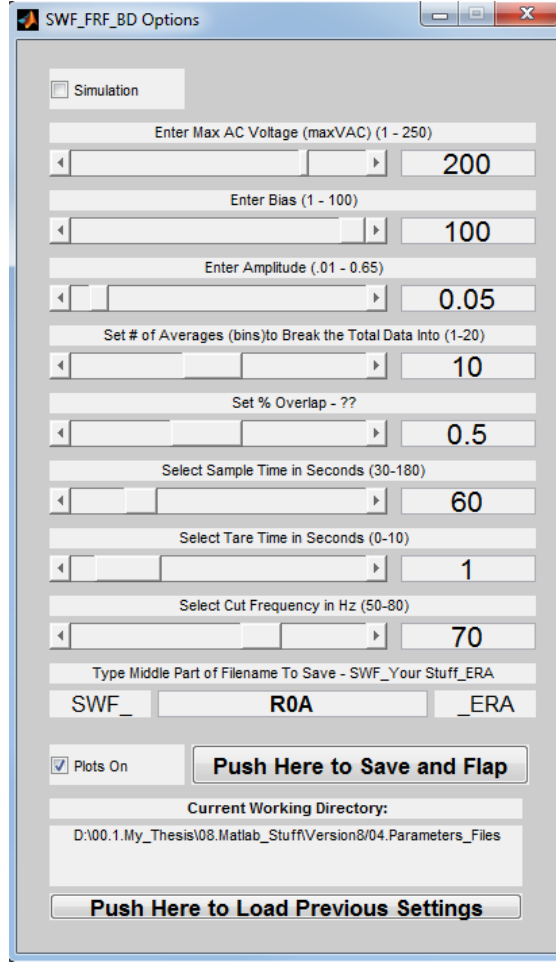 SWF_FRF_BD Options
Simulation
Enter Max AC Voltage (maxVAC) (1 - 250)
200
Enter Bias (1 - 100)
100
Enter Amplitude (.01 - 0.65)
0.05
Set # of Averages (bins)to Break the Total Data Into (1-20)
10
Set % Overlap - ??
0.5
Select Sample Time in Seconds (30-180)
60
Select Tare Time in Seconds (0-10)
1
Select Cut Frequency in Hz (50-80)
70
Type Middle Part of Filename To Save - SWF_Your Stuff_ERA
SWF_ R0A _ERA
Plots On Push Here to Save and Flap
Current Working Directory:
D:\00.1.My_Thesis\08.Matlab_Stuff\Version8/04.Parameters_Files
Push Here to Load Previous Settings